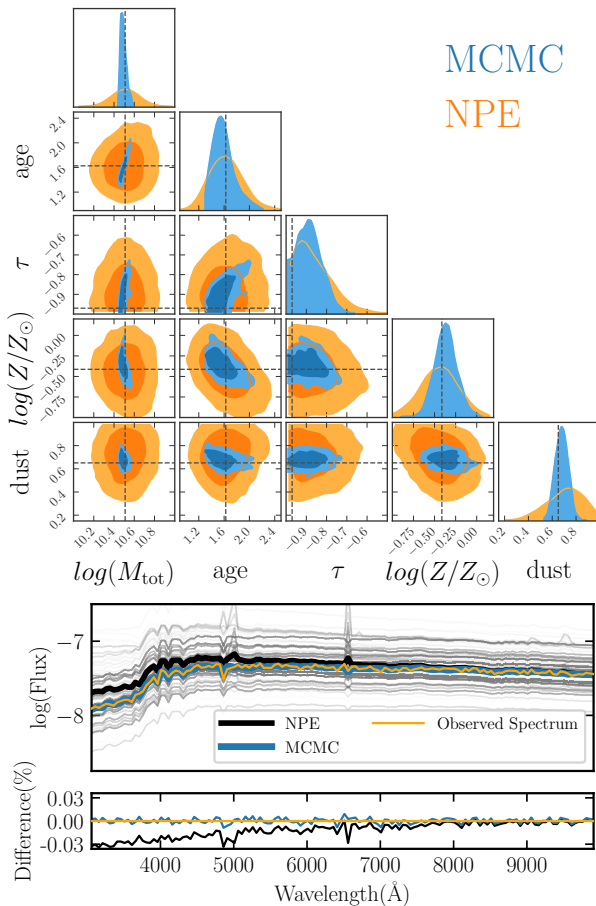 MCMC
NPE
age
2.4
2.0
1.6
1.2
τ
−0.6
−0.7
−0.8
−0.9
log(Z/Z⊙)
0.00
−0.25
−0.50
−0.75
dust
0.8
0.6
0.4
0.2
10.2 10.4 10.6 10.8 1.2 1.6 2.0 2.4 −0.9 −0.8 −0.7 −0.6 −0.75 −0.50 −0.25 0.00 0.2 0.4 0.6 0.8
log(Mtot) age τ log(Z/Z⊙) dust
log(Flux)
−7
−8
NPE Observed Spectrum
MCMC
Difference(%)
0.03
0.00
−0.03
4000 5000 6000 7000 8000 9000
Wavelength(Å)